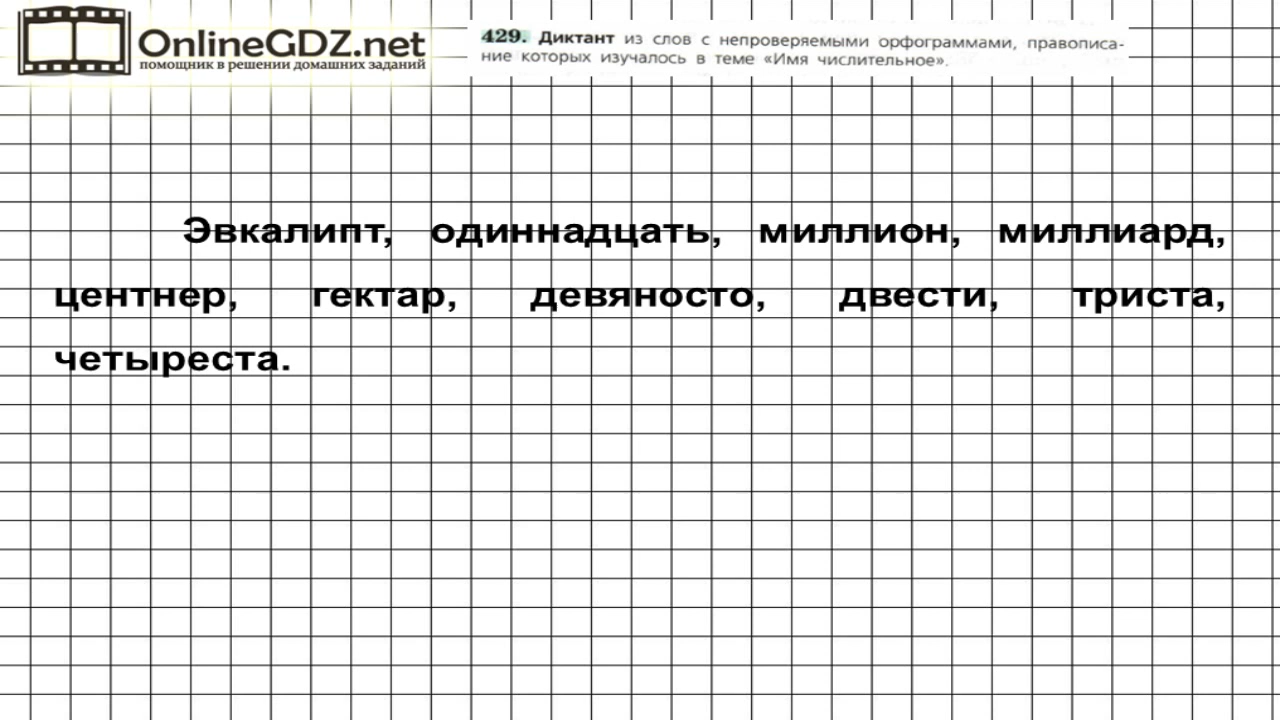 OnlineGDZ.net
помощник в решении домашних заданий
429. Диктант из слов с непроверяемыми орфограммами, правописа-
ние которых изучалось в теме «Имя числительное».
Эвкалипт, одиннадцать, миллион, миллиард,
центнер, гектар, девяносто, двести, триста,
четыреста.